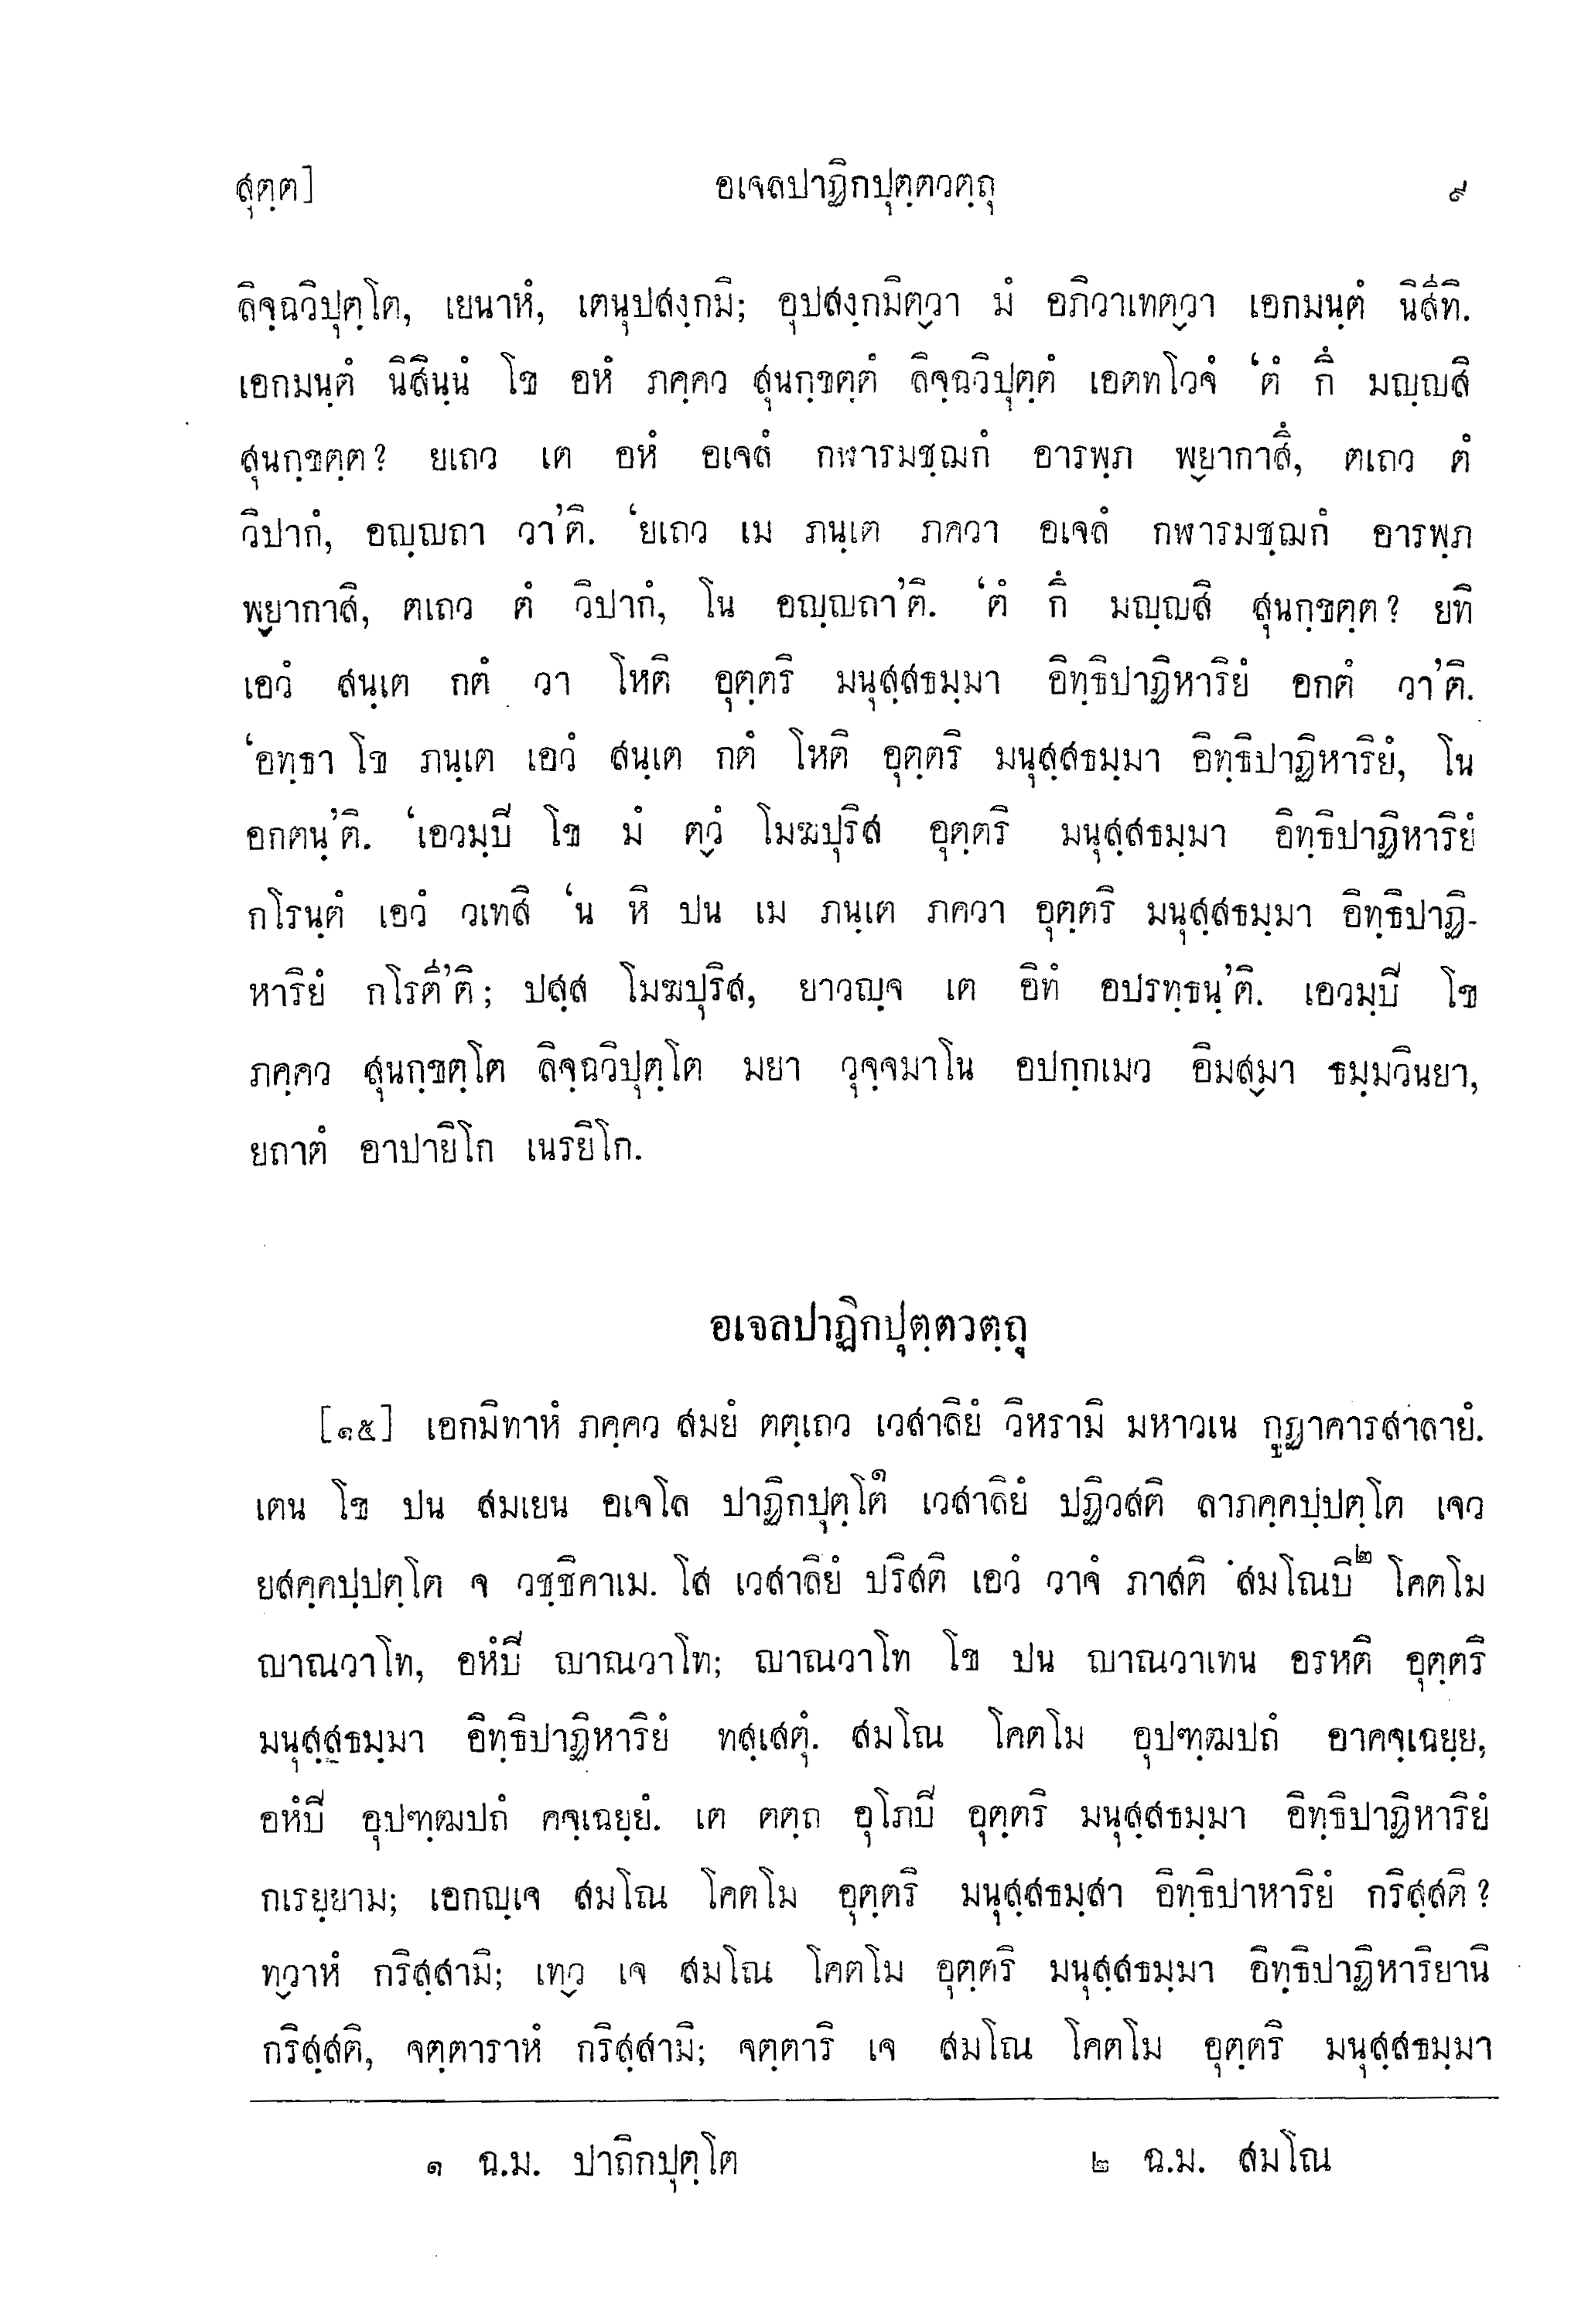 สุตฺต] อเจลปาฏิกปุตฺตวตฺถุ ๙
ลิจฺฉวิปุตฺโต, เยนาหํ, เตนุปสงฺกมิ; อุปสงฺกมิตฺวา มํ อภิวาเทตฺวา เอกมนฺตํ นิสีทิ.
เอกมนฺตํ นิสินฺนํ โข อหํ ภคฺคว สุนกฺขตฺตํ ลิจฺฉวิปุตฺตํ เอตทโวจํ ‘ตํ กึ มญฺญสิ
สุนกฺขตฺต? ยเถว เต อหํ อเจลํ กฬารมชฺฌกํ อารพฺภ พฺยากาสึ, ตเถว ตํ
วิปากํ, อญฺญถา วา’ติ. ‘ยเถว เม ภนฺเต ภควา อเจลํ กฬารมชฺฌกํ อารพฺภ
พฺยากาสิ, ตเถว ตํ วิปากํ, โน อญฺญถา’ติ. ‘ตํ กึ มญฺญสิ สุนกฺขตฺต? ยทิ
เอวํ สนฺเต กตํ วา โหติ อุตฺตริ มนุสฺสธมฺมา อิทฺธิปาฏิหาริยํ อกตํ วา’ติ.
‘อทฺธา โข ภนฺเต เอวํ สนฺเต กตํ โหติ อุตฺตริ มนุสฺสธมฺมา อิทฺธิปาฏิหาริยํ, โน
อกตนฺ’ติ. ‘เอวมฺปี โข มํ ตฺวํ โมฆปุริส อุตฺตริ มนุสฺสธมฺมา อิทฺธิปาฏิหาริยํ
กโรนฺตํ เอวํ วเทสิ ‘น หิ ปน เม ภนฺเต ภควา อุตฺตริ มนุสฺสธมฺมา อิทฺธิปาฏิ-
หาริยํ กโรตี’ติ; ปสฺส โมฆปุริส, ยาวญฺจ เต อิทํ อปรทฺธนฺ’ติ. เอวมฺปี โข
ภคฺคว สุนกฺขตฺโต ลิจฺฉวิปุตฺโต มยา วุจฺจมาโน อปกฺกเมว อิมสฺมา ธมฺมวินยา,
ยถาตํ อาปายิโก เนรยิโก.
อเจลปาฏิกปุตฺตวตฺถุ
[๑๕] เอกมิทาหํ ภคฺคว สมยํ ตตฺเถว เวสาลิยํ วิหรามิ มหาวเน กูฏาคารสาลายํ.
เตน โข ปน สมเยน อเจโล ปาฏิกปุตฺโต๑ เวสาลิยํ ปฏิวสติ ลาภคฺคปฺปตฺโต เจว
ยสคฺคปฺปตฺโต จ วชฺชิคาเม. โส เวสาลิยํ ปริสติ เอวํ วาจํ ภาสติ ‘สมโณปี๒ โคตโม
ญาณวาโท, อหํปี ญาณวาโท; ญาณวาโท โข ปน ญาณวาเทน อรหติ อุตฺตริ
มนุสฺสธมฺมา อิทฺธิปาฏิหาริยํ ทสฺเสตุํ. สมโณ โคตโม อุปฑฺฒปถํ อาคจฺเฉยฺย,
อหํปี อุปฑฺฒปถํ คจฺเฉยฺยํ. เต ตตฺถ อุโภปี อุตฺตริ มนุสฺสธมฺมา อิทฺธิปาฏิหาริยํ
กเรยฺยาม; เอกญฺเจ สมโณ โคตโม อุตฺตริ มนุสฺสธมฺสา อิทฺธิปาหาริยํ กริสฺสติ?
ทฺวาหํ กริสฺสามิ; เทฺว เจ สมโณ โคตโม อุตฺตริ มนุสฺสธมฺมา อิทฺธิปาฏิหาริยานิ
กริสฺสติ, จตฺตาราหํ กริสฺสามิ; จตฺตาริ เจ สมโณ โคตโม อุตฺตริ มนุสฺสธมฺมา
๑ ฉ.ม. ปาถิกปุตฺโต ๒ ฉ.ม. สมโณ